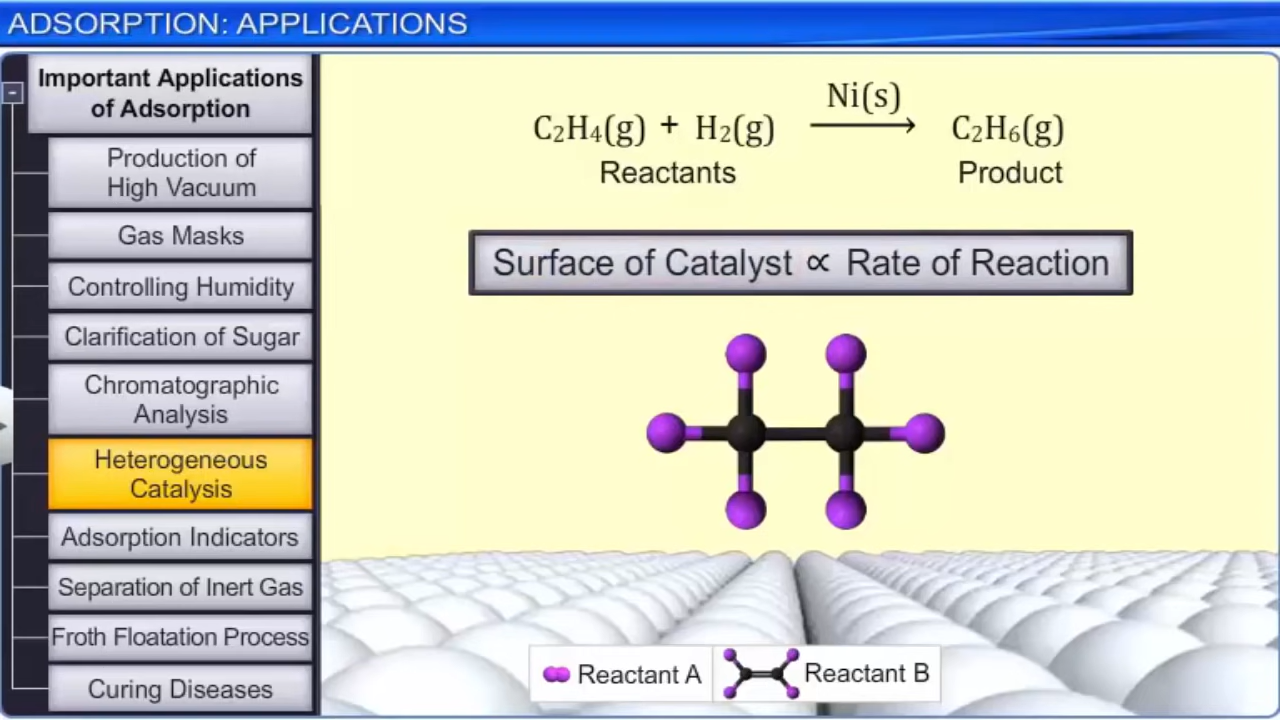 ADSORPTION: APPLICATIONS
Important Applications
of Adsorption
Production of
High Vacuum
Gas Masks
Controlling Humidity
Clarification of Sugar
Chromatographic
Analysis
Heterogeneous
Catalysis
Adsorption Indicators
Separation of Inert Gas
Froth Floatation Process
Curing Diseases
Ni(s)
C₂H₄(g) + H₂(g) ⟶ C₂H₆(g)
Reactants Product
Surface of Catalyst ∝ Rate of Reaction
Reactant A Reactant B